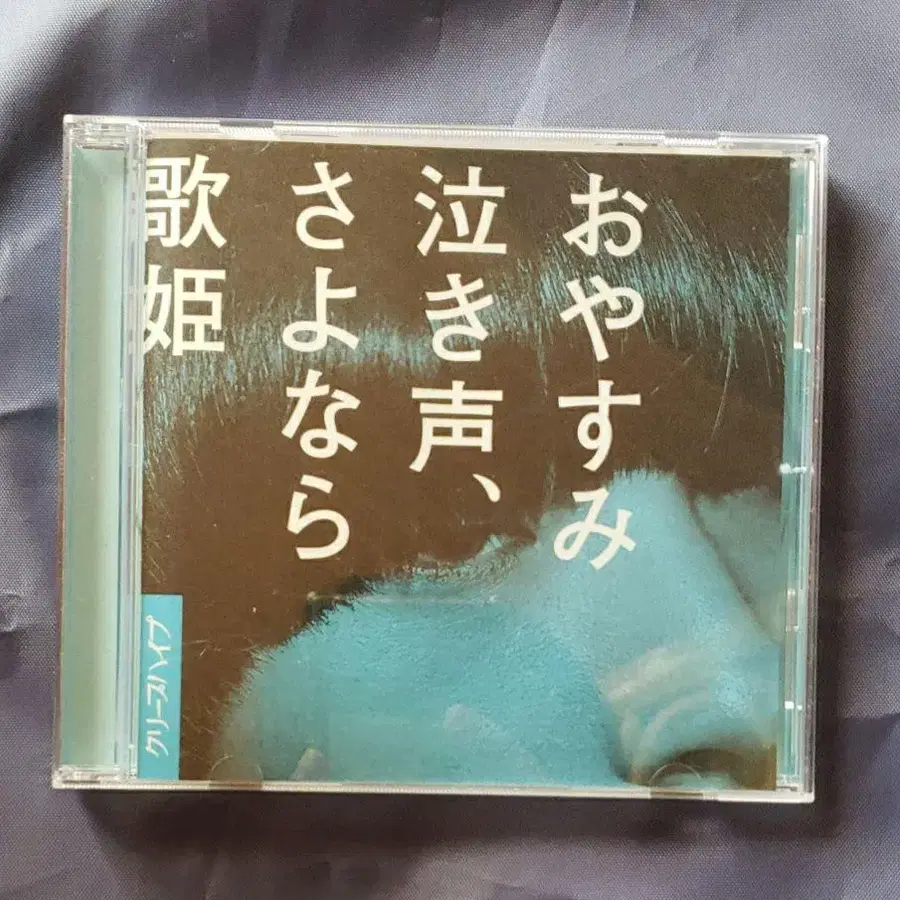 おやすみ
泣き声、
さよなら
歌姫
クリープハイプ